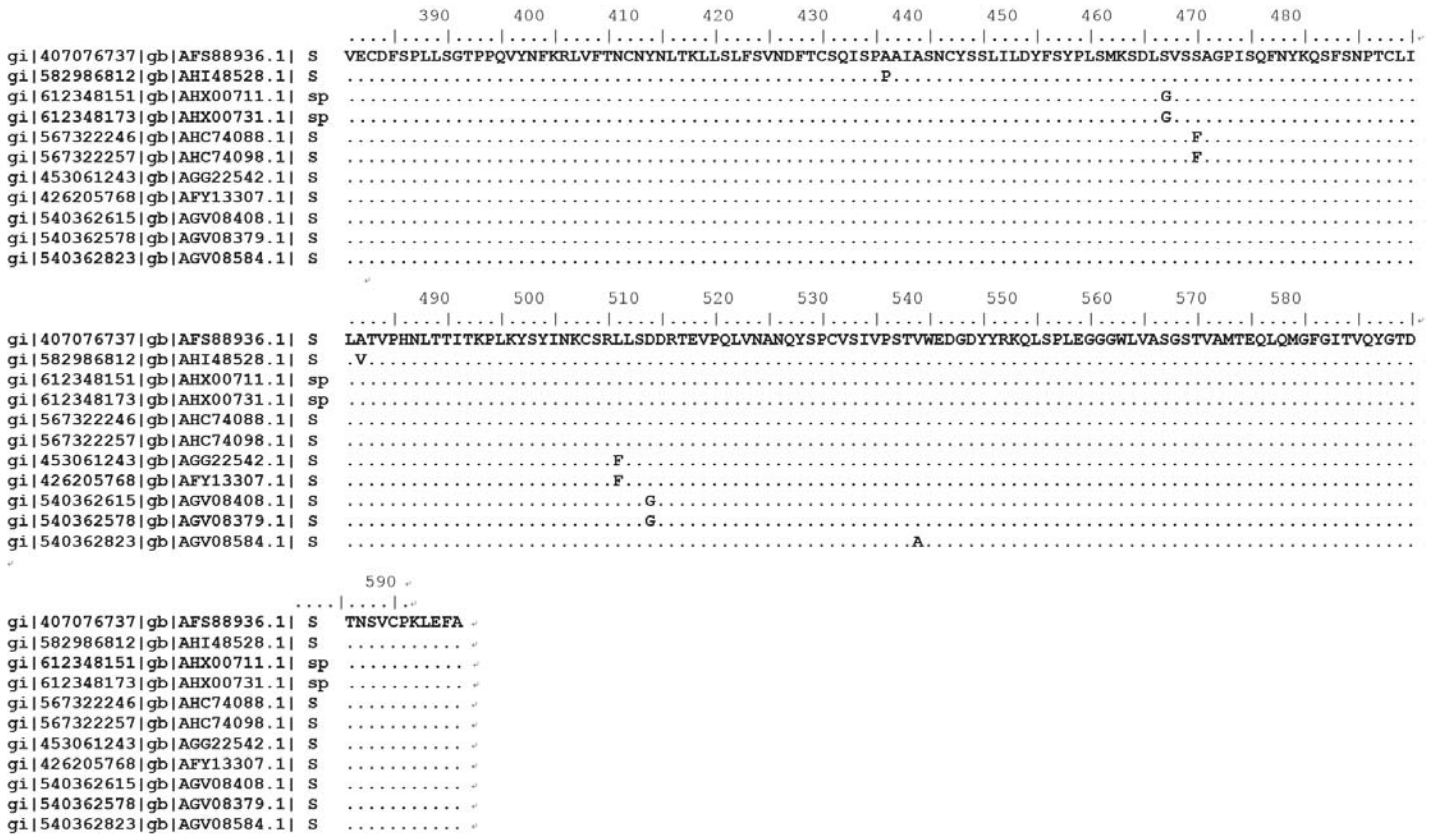 390 400 410 420 430 440 450 460 470 480
....|....|....|....|....|....|....|....|....|....|....|....|....|....|....|....|....|....|....|....|
gi|407076737|gb|AFS88936.1| S VECDFSPLLSGTPPQVYNFKRLVFTNCNYNLTKLLSLFSVNDFTCSQISPAAIASNCYSSLILDYFSYPLSMKSDLSVSSAGPISQFNYKQSFSNPTCLI
gi|582986812|gb|AHI48528.1| S ..................................................P.................................................
gi|612348151|gb|AHX00711.1| sp ............................................................................G.......................
gi|612348173|gb|AHX00731.1| sp ............................................................................G.......................
gi|567322246|gb|AHC74088.1| S ...............................................................................F....................
gi|567322257|gb|AHC74098.1| S ...............................................................................F....................
gi|453061243|gb|AGG22542.1| S ....................................................................................................
gi|426205768|gb|AFY13307.1| S ....................................................................................................
gi|540362615|gb|AGV08408.1| S ....................................................................................................
gi|540362578|gb|AGV08379.1| S ....................................................................................................
gi|540362823|gb|AGV08584.1| S ....................................................................................................
490 500 510 520 530 540 550 560 570 580
....|....|....|....|....|....|....|....|....|....|....|....|....|....|....|....|....|....|....|....|
gi|407076737|gb|AFS88936.1| S LATVPHNLTTITKPLKYSYINKCSRLLSDDRTEVPQLVNANQYSPCVSIVPSTVWEDGDYYRKQLSPLEGGGWLVASGSTVAMTEQLQMGFGITVQYGTD
gi|582986812|gb|AHI48528.1| S .V..................................................................................................
gi|612348151|gb|AHX00711.1| sp ....................................................................................................
gi|612348173|gb|AHX00731.1| sp ....................................................................................................
gi|567322246|gb|AHC74088.1| S ....................................................................................................
gi|567322257|gb|AHC74098.1| S ....................................................................................................
gi|453061243|gb|AGG22542.1| S .........................F..........................................................................
gi|426205768|gb|AFY13307.1| S .........................F..........................................................................
gi|540362615|gb|AGV08408.1| S ............................G.......................................................................
gi|540362578|gb|AGV08379.1| S ............................G.......................................................................
gi|540362823|gb|AGV08584.1| S .....................................................A..............................................
590
....|....|.
gi|407076737|gb|AFS88936.1| S TNSVCPKLEFA
gi|582986812|gb|AHI48528.1| S ...........
gi|612348151|gb|AHX00711.1| sp ...........
gi|612348173|gb|AHX00731.1| sp ...........
gi|567322246|gb|AHC74088.1| S ...........
gi|567322257|gb|AHC74098.1| S ...........
gi|453061243|gb|AGG22542.1| S ...........
gi|426205768|gb|AFY13307.1| S ...........
gi|540362615|gb|AGV08408.1| S ...........
gi|540362578|gb|AGV08379.1| S ...........
gi|540362823|gb|AGV08584.1| S ...........